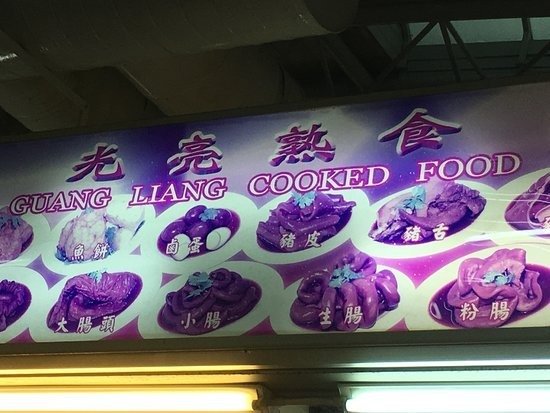 光亮熟食
GUANG LIANG COOKED FOOD
魚餅 鹵蛋 豬皮 豬舌
大腸頭 小腸 生腸 粉腸